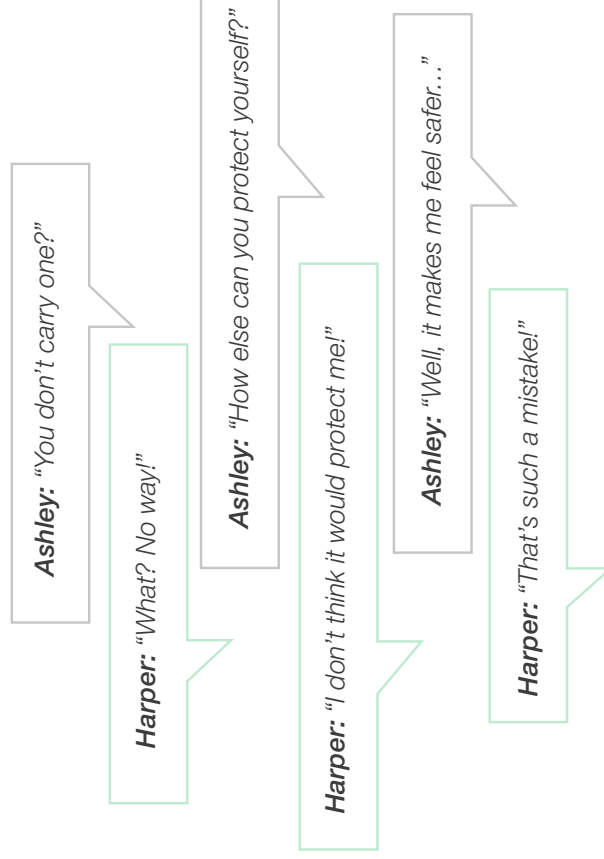 Ashley: “You don’t carry one?”
Harper: “What? No way!”
Ashley: “How else can you protect yourself?”
Harper: “I don’t think it would protect me!”
Ashley: “Well, it makes me feel safer…”
Harper: “That’s such a mistake!”